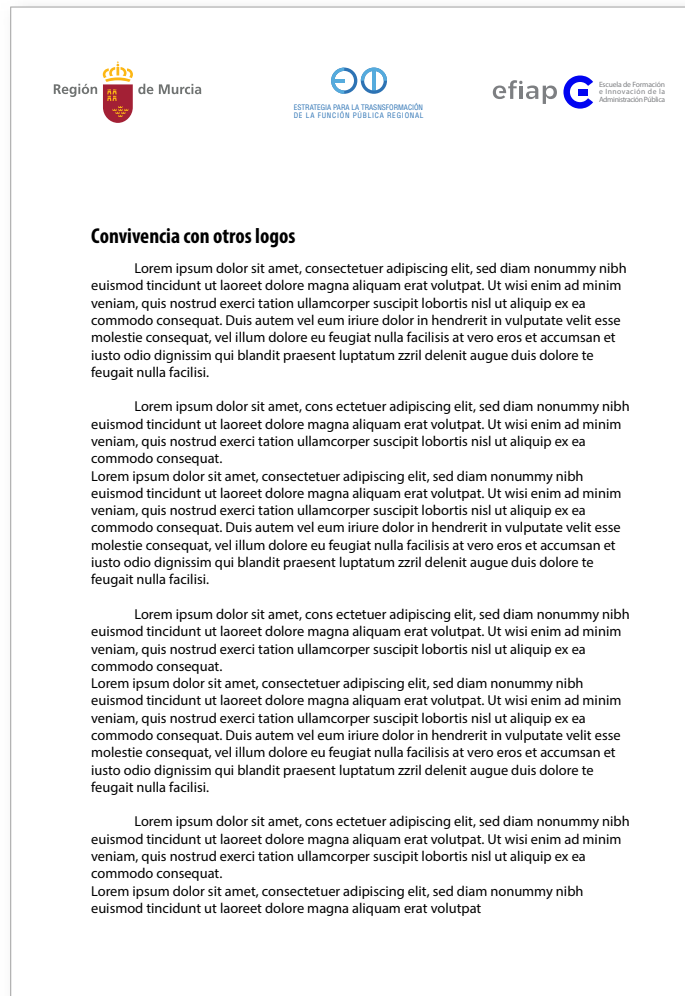 Región de Murcia
ESTRATEGIA PARA LA TRASNSFORMACIÓN
DE LA FUNCIÓN PÚBLICA REGIONAL
efiap
Escuela de Formación
e Innovación de la
Administración Pública
Convivencia con otros logos
Lorem ipsum dolor sit amet, consectetuer adipiscing elit, sed diam nonummy nibh
euismod tincidunt ut laoreet dolore magna aliquam erat volutpat. Ut wisi enim ad minim
veniam, quis nostrud exerci tation ullamcorper suscipit lobortis nisl ut aliquip ex ea
commodo consequat. Duis autem vel eum iriure dolor in hendrerit in vulputate velit esse
molestie consequat, vel illum dolore eu feugiat nulla facilisis at vero eros et accumsan et
iusto odio dignissim qui blandit praesent luptatum zzril delenit augue duis dolore te
feugait nulla facilisi.
Lorem ipsum dolor sit amet, cons ectetuer adipiscing elit, sed diam nonummy nibh
euismod tincidunt ut laoreet dolore magna aliquam erat volutpat. Ut wisi enim ad minim
veniam, quis nostrud exerci tation ullamcorper suscipit lobortis nisl ut aliquip ex ea
commodo consequat.
Lorem ipsum dolor sit amet, consectetuer adipiscing elit, sed diam nonummy nibh
euismod tincidunt ut laoreet dolore magna aliquam erat volutpat. Ut wisi enim ad minim
veniam, quis nostrud exerci tation ullamcorper suscipit lobortis nisl ut aliquip ex ea
commodo consequat. Duis autem vel eum iriure dolor in hendrerit in vulputate velit esse
molestie consequat, vel illum dolore eu feugiat nulla facilisis at vero eros et accumsan et
iusto odio dignissim qui blandit praesent luptatum zzril delenit augue duis dolore te
feugait nulla facilisi.
Lorem ipsum dolor sit amet, cons ectetuer adipiscing elit, sed diam nonummy nibh
euismod tincidunt ut laoreet dolore magna aliquam erat volutpat. Ut wisi enim ad minim
veniam, quis nostrud exerci tation ullamcorper suscipit lobortis nisl ut aliquip ex ea
commodo consequat.
Lorem ipsum dolor sit amet, consectetuer adipiscing elit, sed diam nonummy nibh
euismod tincidunt ut laoreet dolore magna aliquam erat volutpat. Ut wisi enim ad minim
veniam, quis nostrud exerci tation ullamcorper suscipit lobortis nisl ut aliquip ex ea
commodo consequat. Duis autem vel eum iriure dolor in hendrerit in vulputate velit esse
molestie consequat, vel illum dolore eu feugiat nulla facilisis at vero eros et accumsan et
iusto odio dignissim qui blandit praesent luptatum zzril delenit augue duis dolore te
feugait nulla facilisi.
Lorem ipsum dolor sit amet, cons ectetuer adipiscing elit, sed diam nonummy nibh
euismod tincidunt ut laoreet dolore magna aliquam erat volutpat. Ut wisi enim ad minim
veniam, quis nostrud exerci tation ullamcorper suscipit lobortis nisl ut aliquip ex ea
commodo consequat.
Lorem ipsum dolor sit amet, consectetuer adipiscing elit, sed diam nonummy nibh
euismod tincidunt ut laoreet dolore magna aliquam erat volutpat